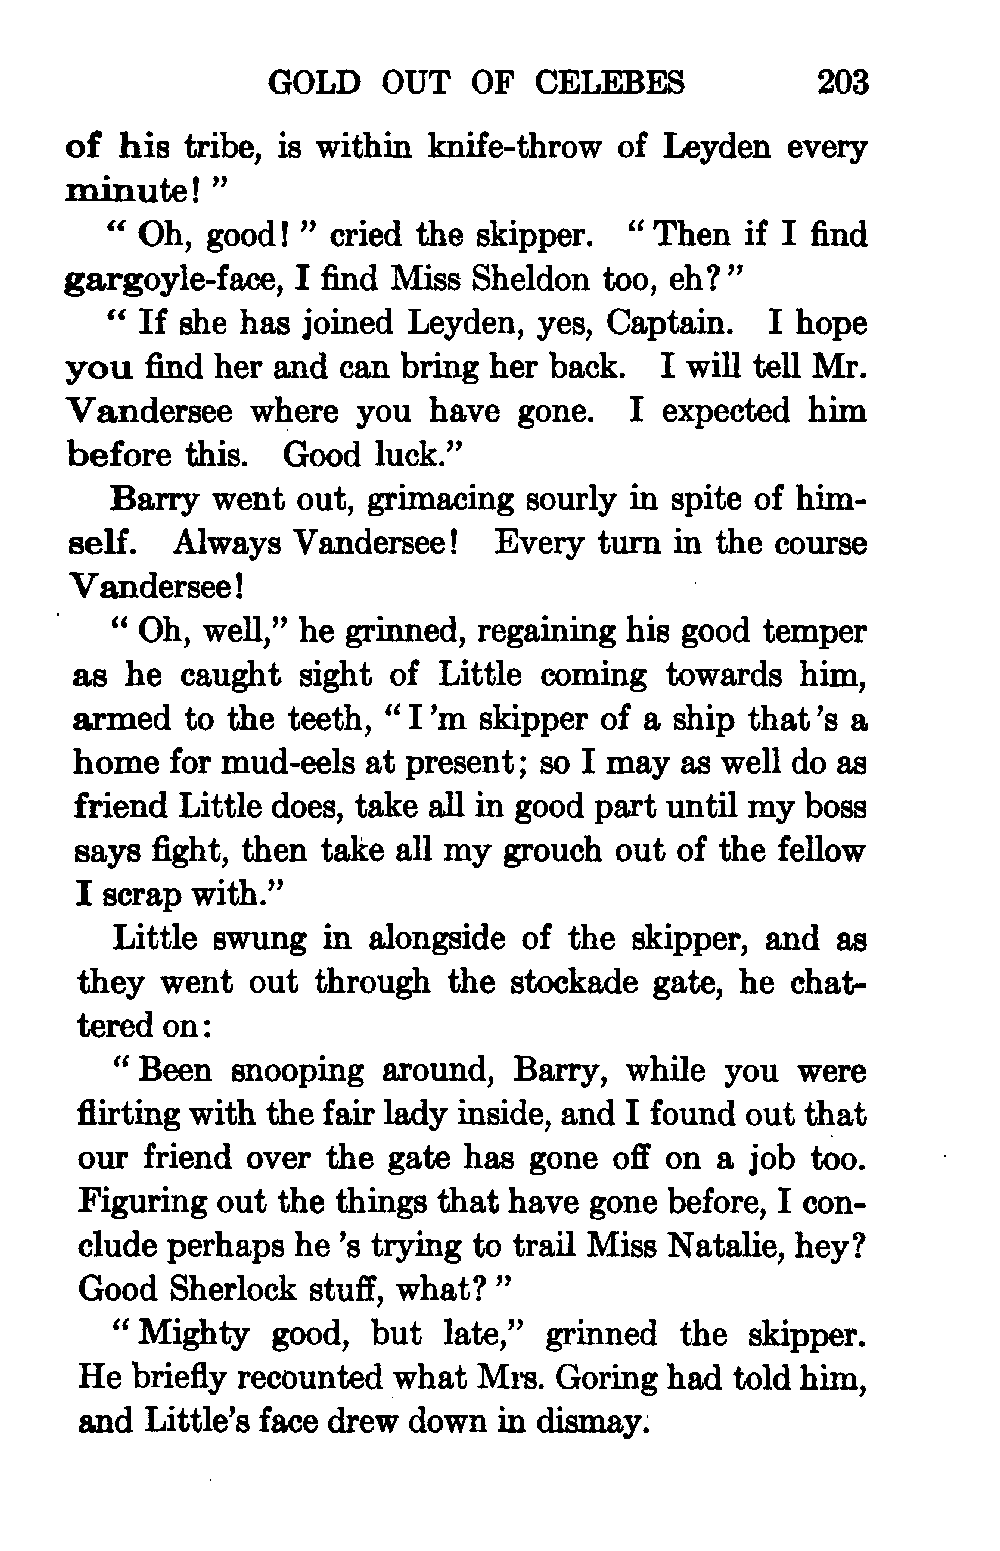 GOLD OUT OF CELEBES 203
of his tribe, is within knife-throw of Leyden every
minute! "
" Oh, good! " cried the skipper. " Then if I find
gargoyle-face, I find Miss Sheldon too, eh? "
" If she has joined Leyden, yes, Captain. I hope
you find her and can bring her back. I will tell Mr.
Vandersee where you have gone. I expected him
before this. Good luck."
Barry went out, grimacing sourly in spite of him-
self. Always Vandersee! Every turn in the course
Vandersee!
" Oh, well," he grinned, regaining his good temper
as he caught sight of Little coming towards him,
armed to the teeth, " I 'm skipper of a ship that 's a
home for mud-eels at present; so I may as well do as
friend Little does, take all in good part until my boss
says fight, then take all my grouch out of the fellow
I scrap with."
Little swung in alongside of the skipper, and as
they went out through the stockade gate, he chat-
tered on:
" Been snooping around, Barry, while you were
flirting with the fair lady inside, and I found out that
our friend over the gate has gone off on a job too.
Figuring out the things that have gone before, I con-
clude perhaps he 's trying to trail Miss Natalie, hey?
Good Sherlock stuff, what? "
" Mighty good, but late," grinned the skipper.
He briefly recounted what Mrs. Goring had told him,
and Little's face drew down in dismay.